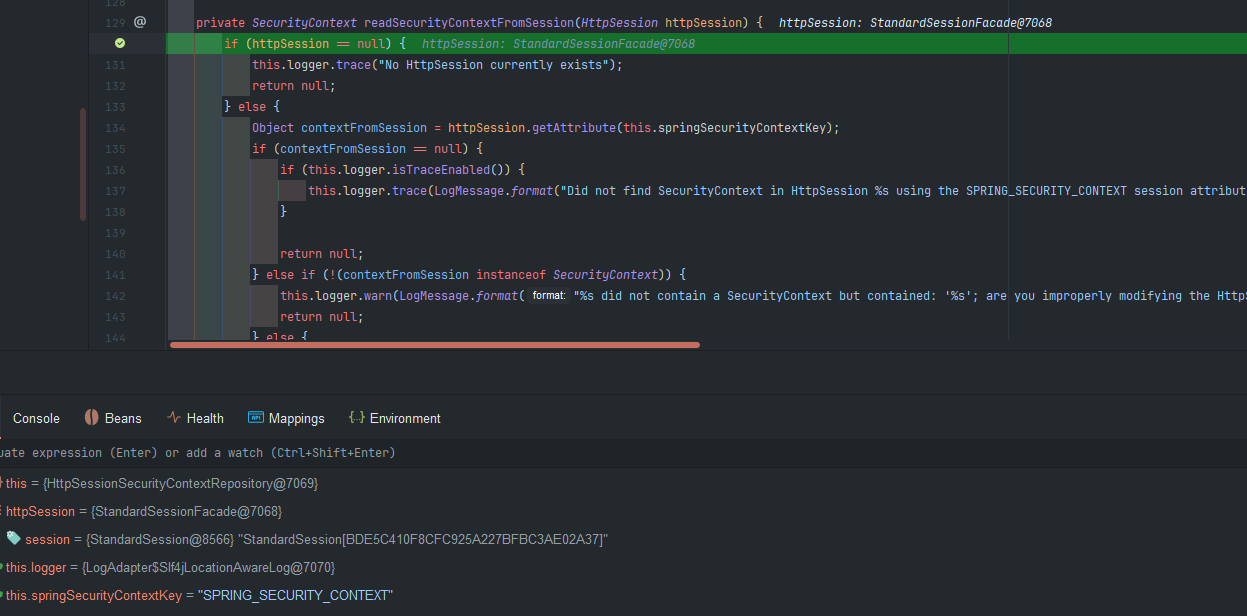 128
129 @ private SecurityContext readSecurityContextFromSession(HttpSession httpSession) { httpSession: StandardSessionFacade@7068
if (httpSession == null) { httpSession: StandardSessionFacade@7068
131 this.logger.trace("No HttpSession currently exists");
132 return null;
133 } else {
134 Object contextFromSession = httpSession.getAttribute(this.springSecurityContextKey);
135 if (contextFromSession == null) {
136 if (this.logger.isTraceEnabled()) {
137 this.logger.trace(LogMessage.format("Did not find SecurityContext in HttpSession %s using the SPRING_SECURITY_CONTEXT session attribut
138 }
139
140 return null;
141 } else if (!(contextFromSession instanceof SecurityContext)) {
142 this.logger.warn(LogMessage.format( format: "%s did not contain a SecurityContext but contained: '%s'; are you improperly modifying the HttpS
143 return null;
144 } else {
Console Beans Health Mappings Environment
uate expression (Enter) or add a watch (Ctrl+Shift+Enter)
this = {HttpSessionSecurityContextRepository@7069}
httpSession = {StandardSessionFacade@7068}
session = {StandardSession@8566} "StandardSession[BDE5C410F8CFC925A227BFBC3AE02A37]"
this.logger = {LogAdapter$Slf4jLocationAwareLog@7070}
this.springSecurityContextKey = "SPRING_SECURITY_CONTEXT"